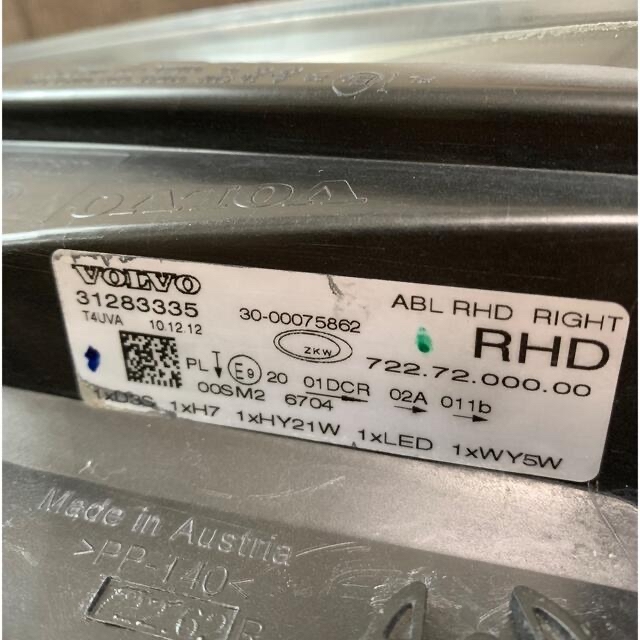 VOLVO
VOLVO
31283335
T4UVA 10.12.12
30-00075862
ZKW
ABL RHD RIGHT
RHD
722.72.000.00
PL E9 20 01DCR 02A 011b
00SM2 6704
1xD3S 1xH7 1xHY21W 1xLED 1xWY5W
Made in Austria
>PP-T40<